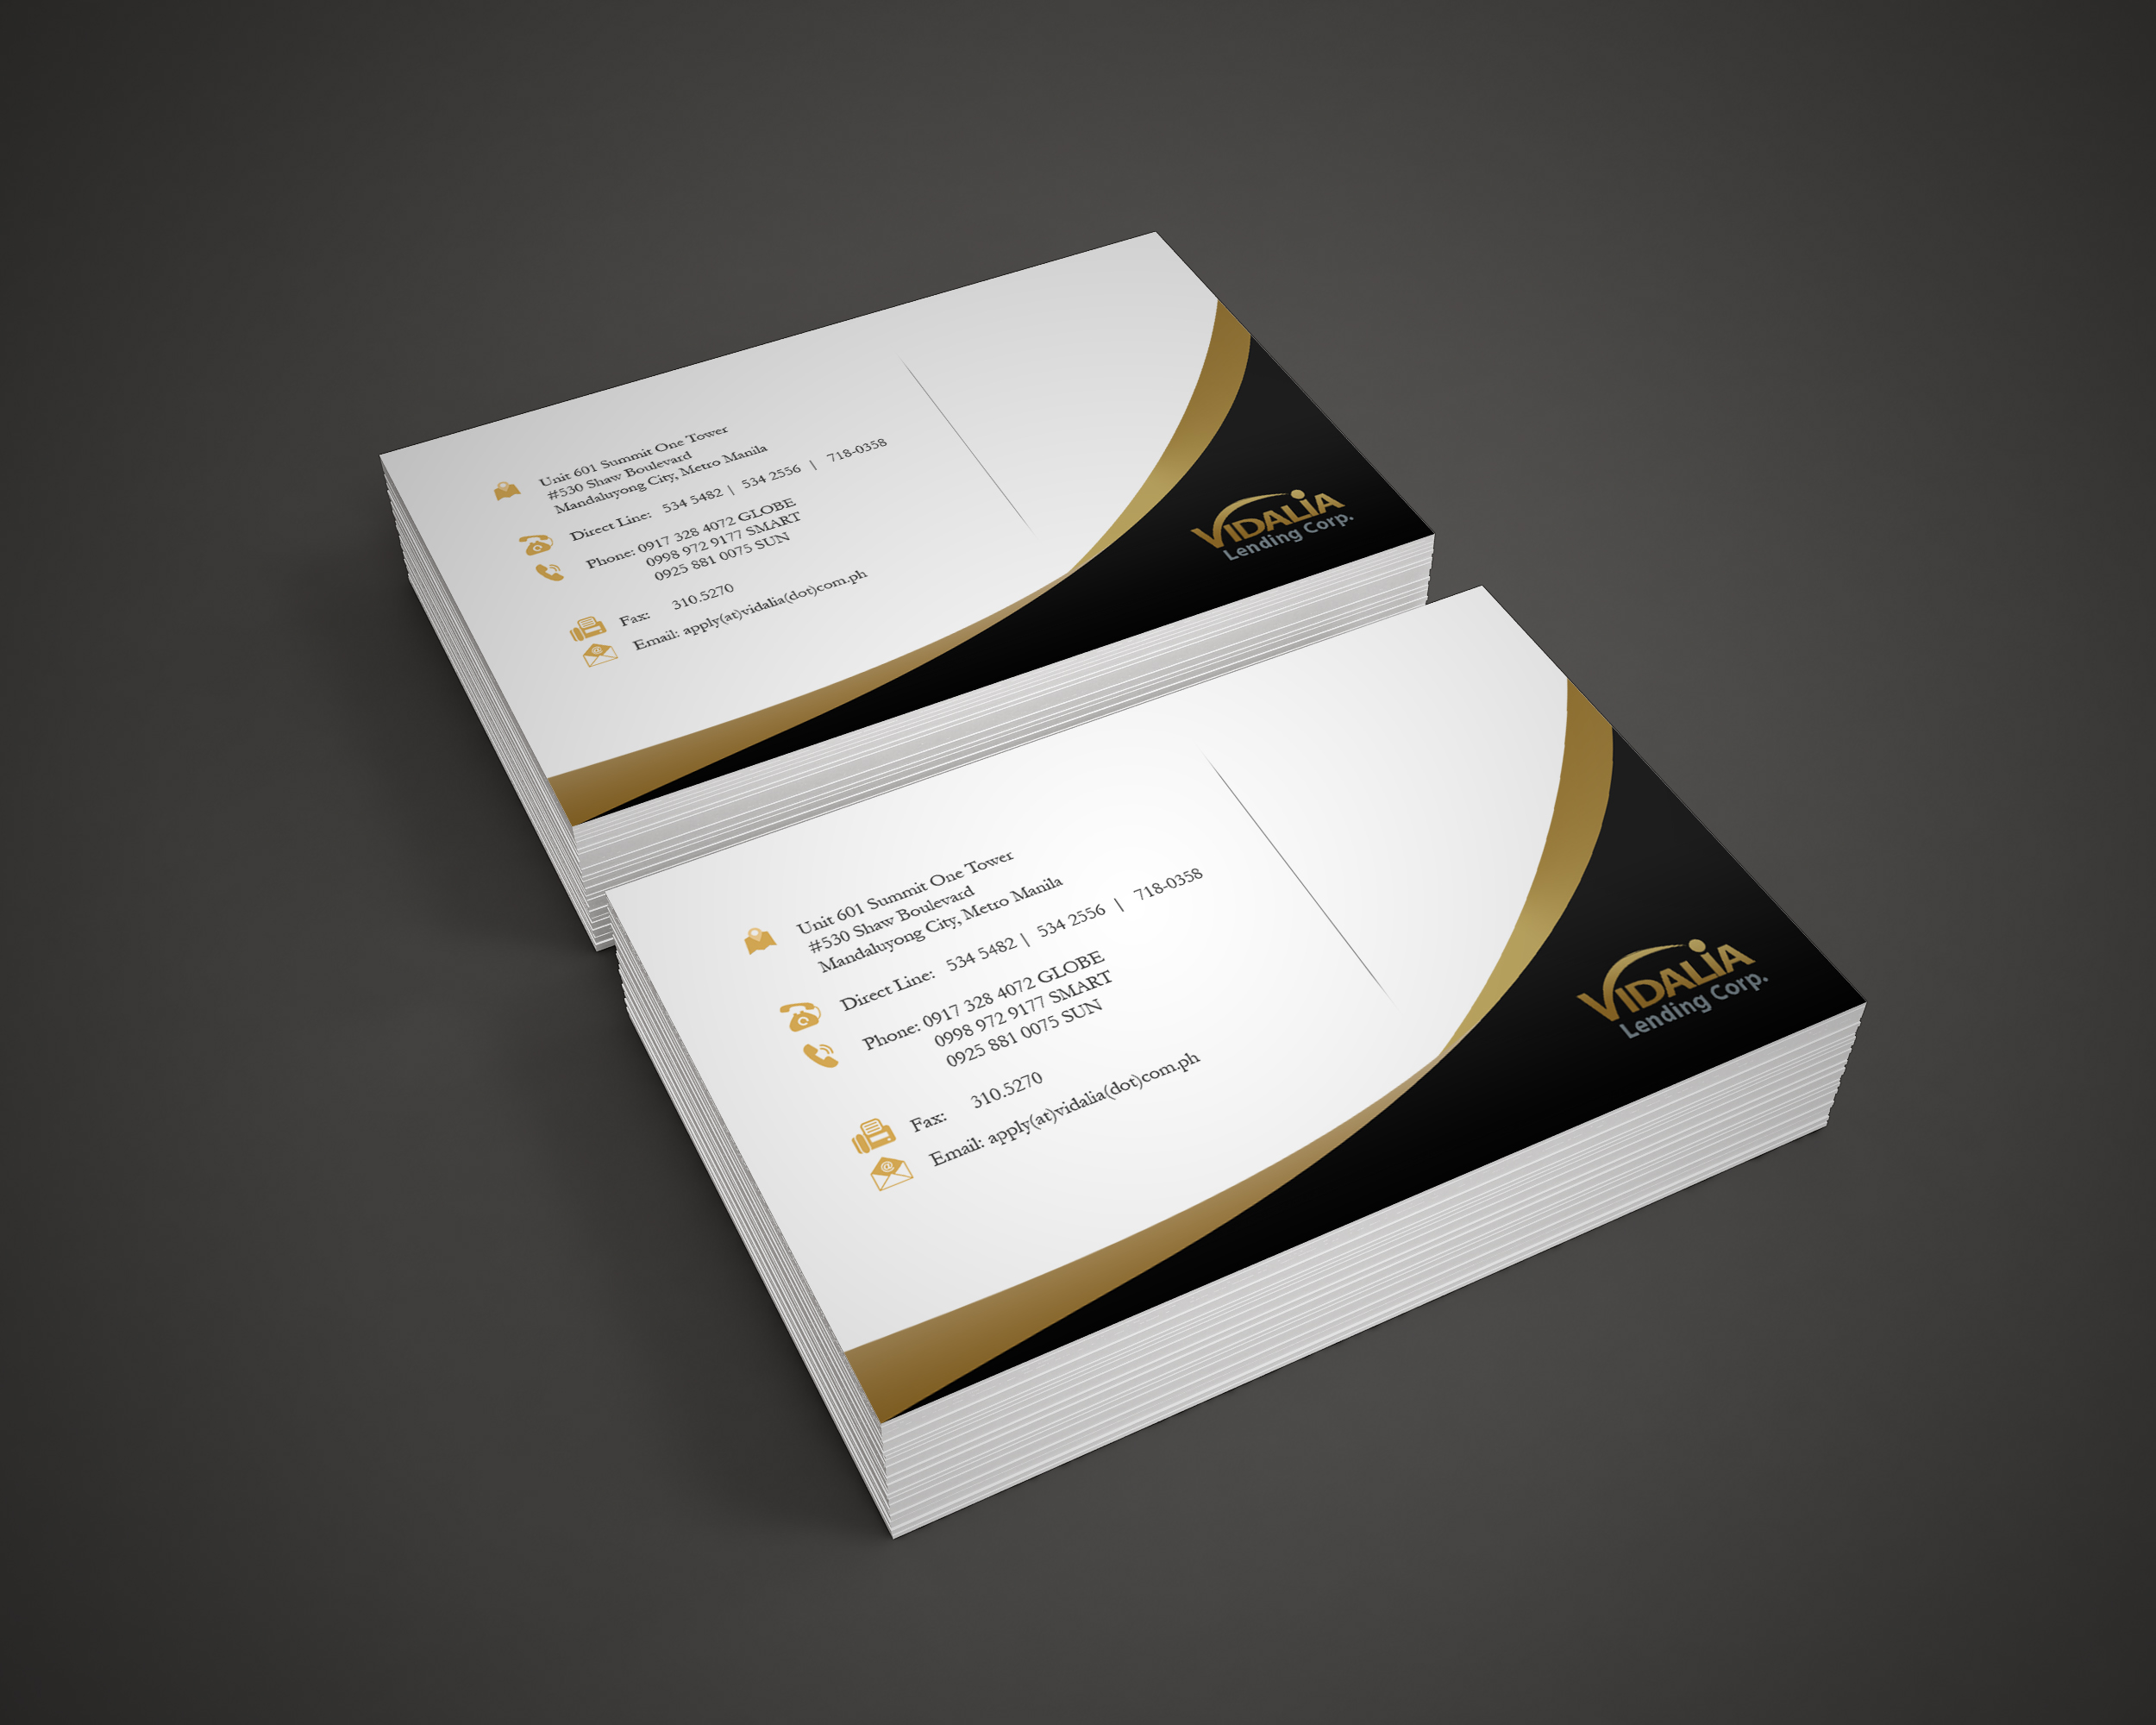 Unit 601 Summit One Tower
#530 Shaw Boulevard
Mandaluyong City, Metro Manila
Direct Line: 534 5482 | 534 2556 | 718-0358
Phone: 0917 328 4072 GLOBE
0998 972 9177 SMART
0925 881 0075 SUN
Fax: 310.5270
Email: apply(at)vidalia(dot)com.ph
VIDALIA
Lending Corp.
Unit 601 Summit One Tower
#530 Shaw Boulevard
Mandaluyong City, Metro Manila
Direct Line: 534 5482 | 534 2556 | 718-0358
Phone: 0917 328 4072 GLOBE
0998 972 9177 SMART
0925 881 0075 SUN
Fax: 310.5270
Email: apply(at)vidalia(dot)com.ph
VIDALIA
Lending Corp.